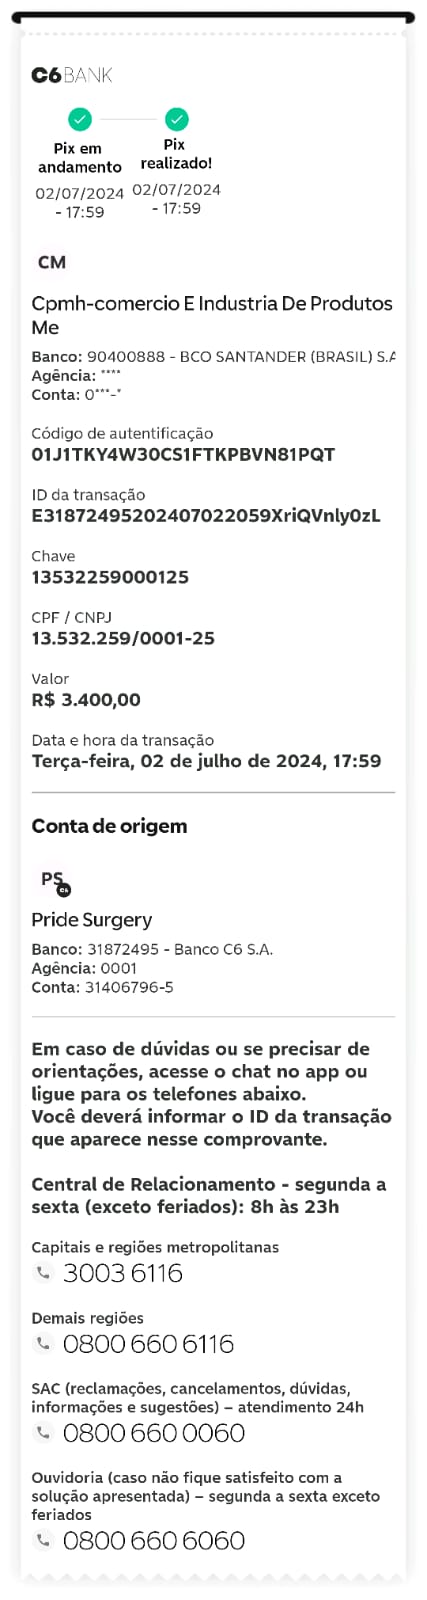 C6BANK
Pix em
andamento
02/07/2024
- 17:59
Pix
realizado!
02/07/2024
- 17:59
CM
Cpmh-comercio E Industria De Produtos
Me
Banco: 90400888 - BCO SANTANDER (BRASIL) S.A
Agência: ****
Conta: 0***-*
Código de autentificação
01J1TKY4W30CS1FTKPBVN81PQT
ID da transação
E31872495202407022059XriQVnly0zL
Chave
13532259000125
CPF / CNPJ
13.532.259/0001-25
Valor
R$ 3.400,00
Data e hora da transação
Terça-feira, 02 de julho de 2024, 17:59
Conta de origem
PS
C6
Pride Surgery
Banco: 31872495 - Banco C6 S.A.
Agência: 0001
Conta: 31406796-5
Em caso de dúvidas ou se precisar de
orientações, acesse o chat no app ou
ligue para os telefones abaixo.
Você deverá informar o ID da transação
que aparece nesse comprovante.
Central de Relacionamento - segunda a
sexta (exceto feriados): 8h às 23h
Capitais e regiões metropolitanas
3003 6116
Demais regiões
0800 660 6116
SAC (reclamações, cancelamentos, dúvidas,
informações e sugestões) – atendimento 24h
0800 660 0060
Ouvidoria (caso não fique satisfeito com a
solução apresentada) – segunda a sexta exceto
feriados
0800 660 6060